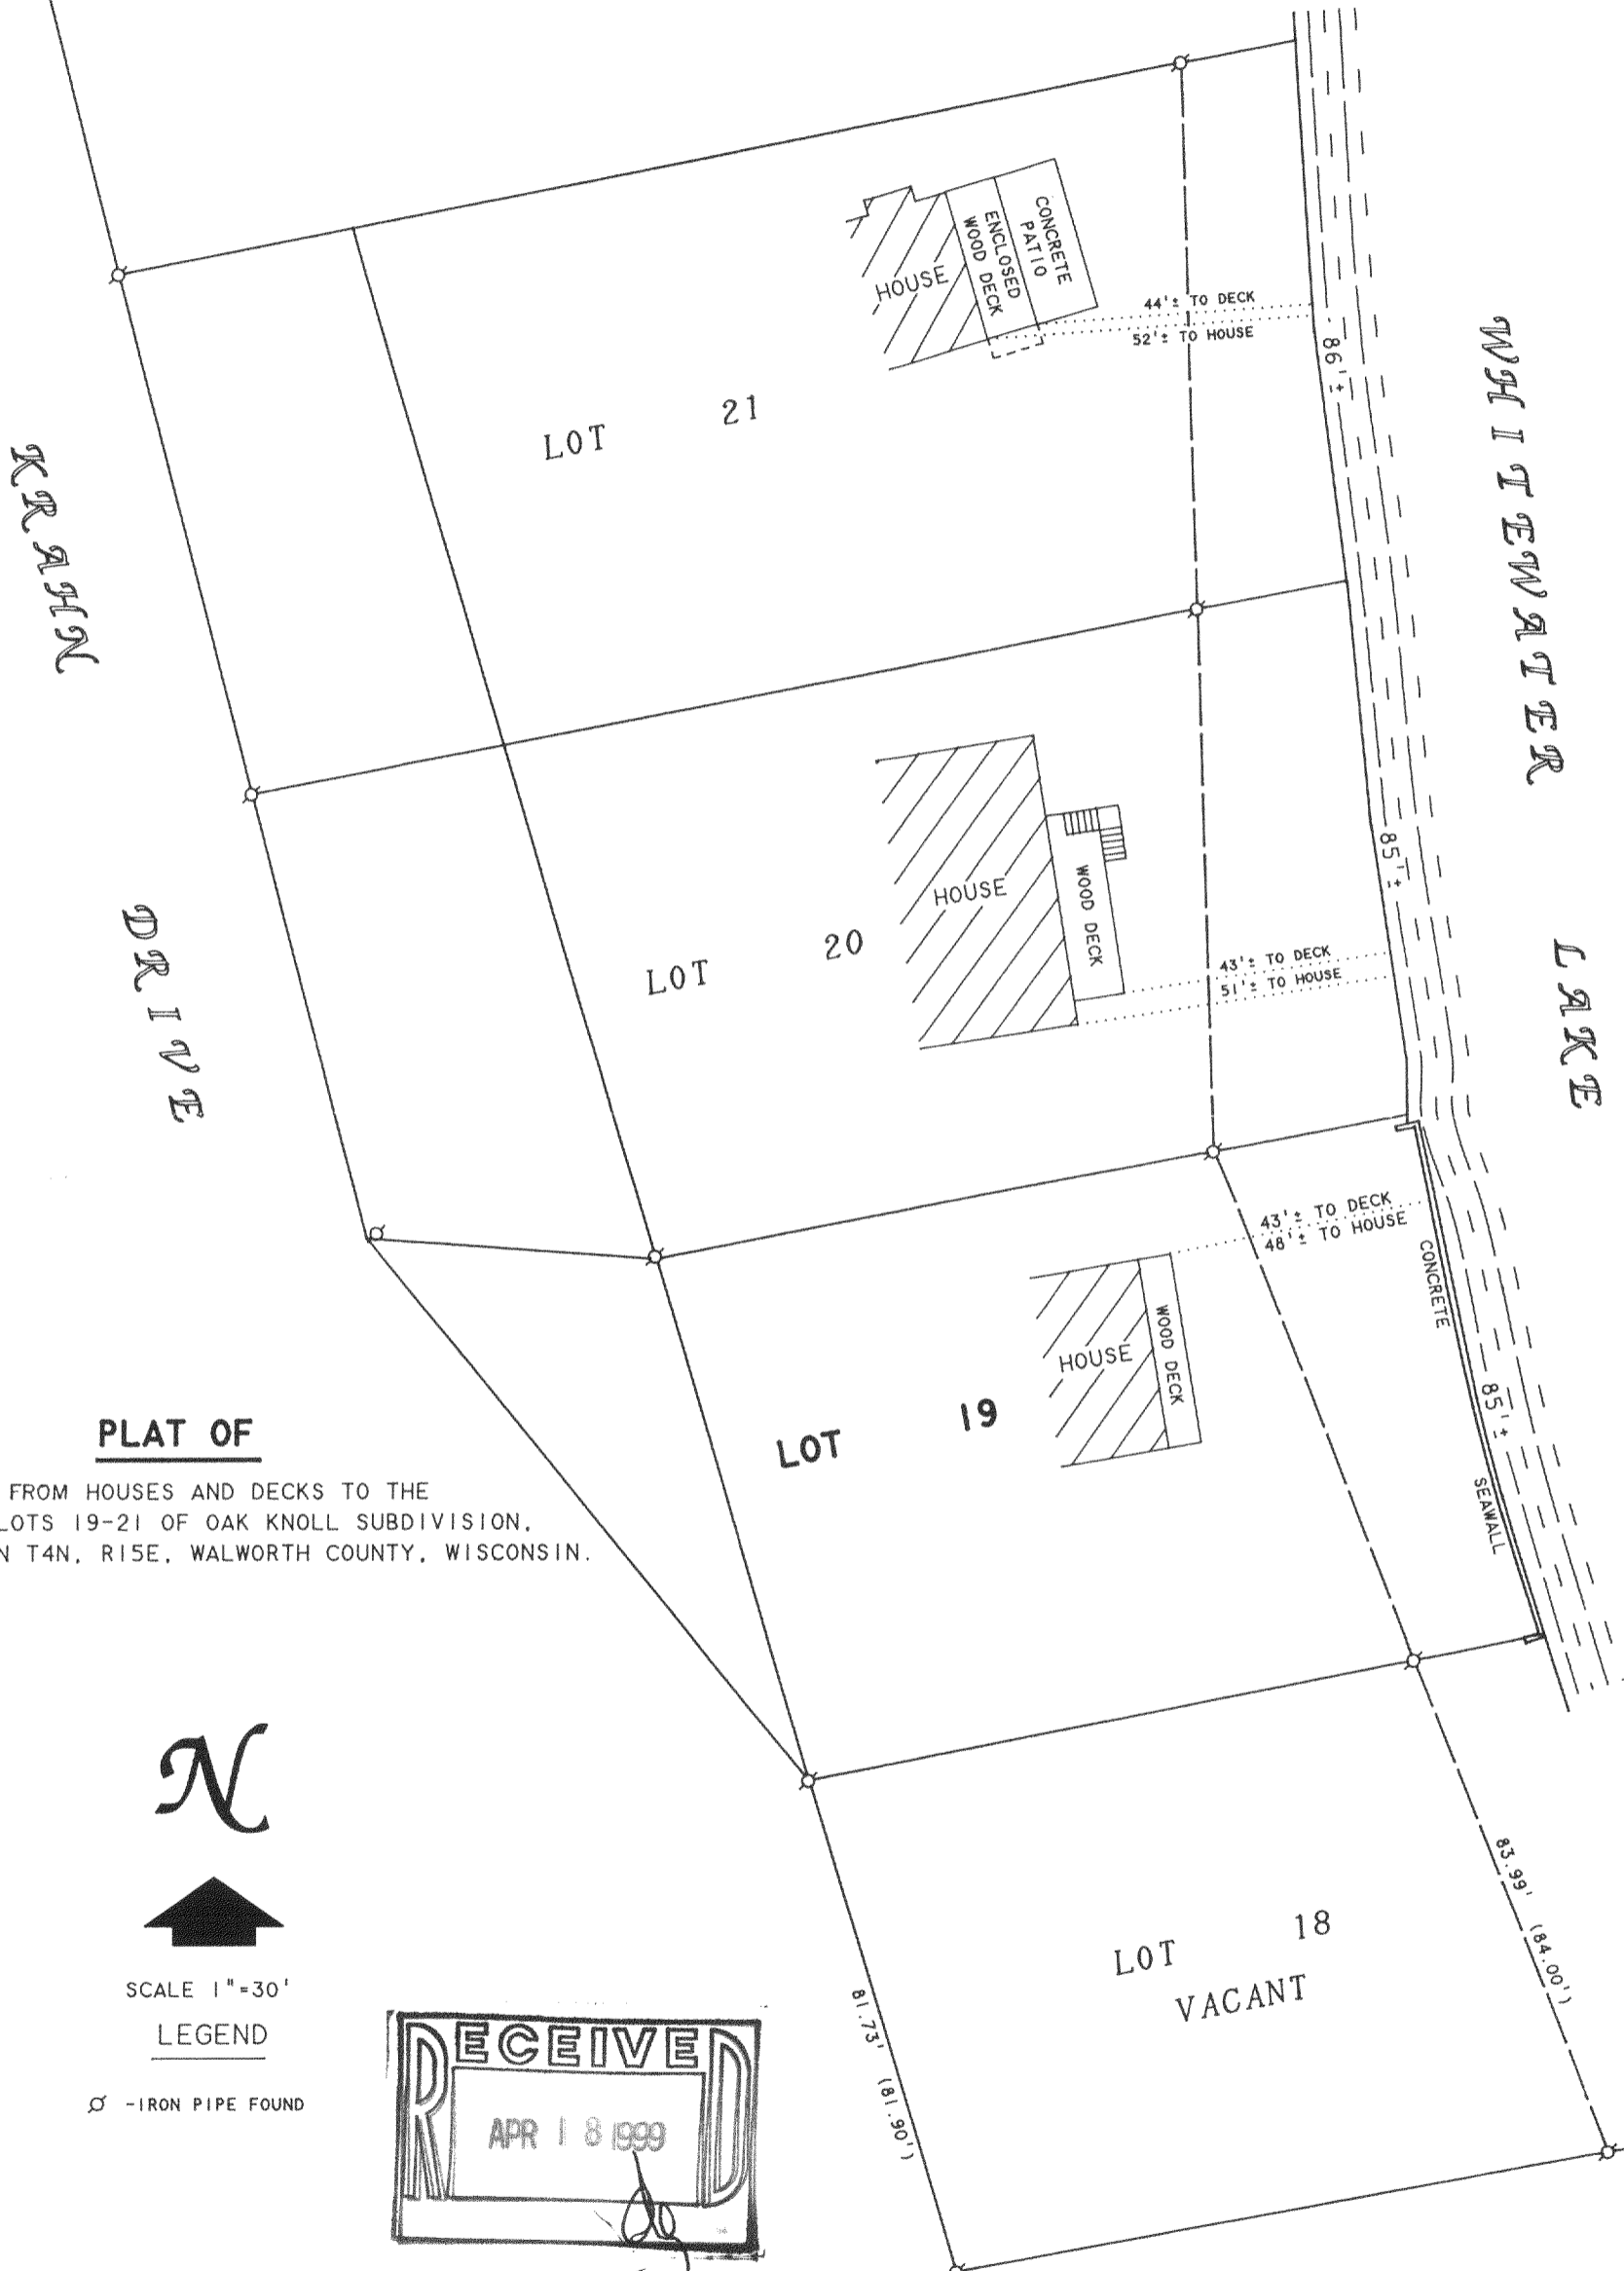 CONCRETE
PATIO
ENCLOSED
WOOD DECK
HOUSE
44'± TO DECK
52'± TO HOUSE
86'±
LOT 21
WHITEWATER
LAKE
KRAHN
DRIVE
HOUSE
WOOD DECK
85'±
LOT 20
43'± TO DECK
51'± TO HOUSE
43'± TO DECK
48'± TO HOUSE
CONCRETE
SEAWALL
85'±
HOUSE
WOOD DECK
LOT 19
PLAT OF
FROM HOUSES AND DECKS TO THE
LOTS 19-21 OF OAK KNOLL SUBDIVISION,
N T4N, R15E, WALWORTH COUNTY, WISCONSIN.
N
SCALE 1"=30'
LEGEND
-IRON PIPE FOUND
RECEIVED
APR 18 1999
LOT 18
VACANT
83.99' (84.00')
81.73' (81.90')